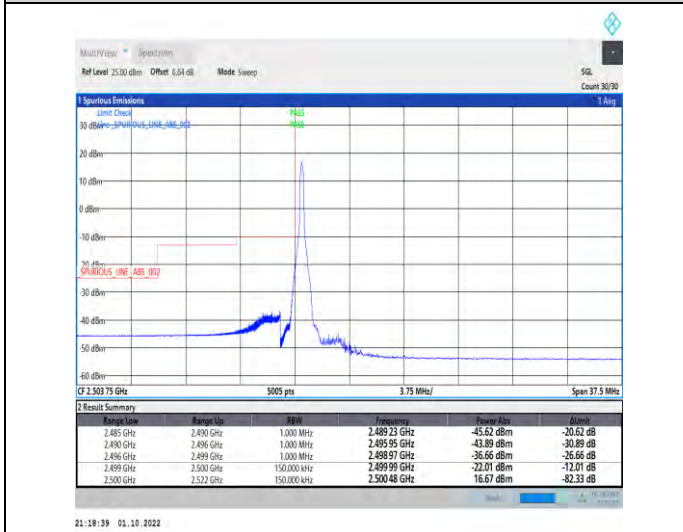 MultiView Spectrum
Ref Level 25.00 dBm Offset 6.64 dB Mode Sweep SGL
Count 30/30
1 Spurious Emissions 1 Avg
Limit Check PASS
30 dBm Line _SPURIOUS_LINE_ABS_002 PASS
20 dBm
10 dBm
0 dBm
-10 dBm
-20 dBm
SPURIOUS_LINE_ABS_002
-30 dBm
-40 dBm
-50 dBm
-60 dBm
CF 2.503 75 GHz 5005 pts 3.75 MHz/ Span 37.5 MHz
2 Result Summary
Range Low Range Up RBW Frequency Power Abs ΔLimit
2.485 GHz 2.490 GHz 1.000 MHz 2.489 23 GHz -45.62 dBm -20.62 dB
2.490 GHz 2.496 GHz 1.000 MHz 2.495 95 GHz -43.89 dBm -30.89 dB
2.496 GHz 2.499 GHz 1.000 MHz 2.498 97 GHz -36.66 dBm -26.66 dB
2.499 GHz 2.500 GHz 150.000 kHz 2.499 99 GHz -22.01 dBm -12.01 dB
2.500 GHz 2.522 GHz 150.000 kHz 2.500 48 GHz 16.67 dBm -82.33 dB
21:18:39 01.10.2022